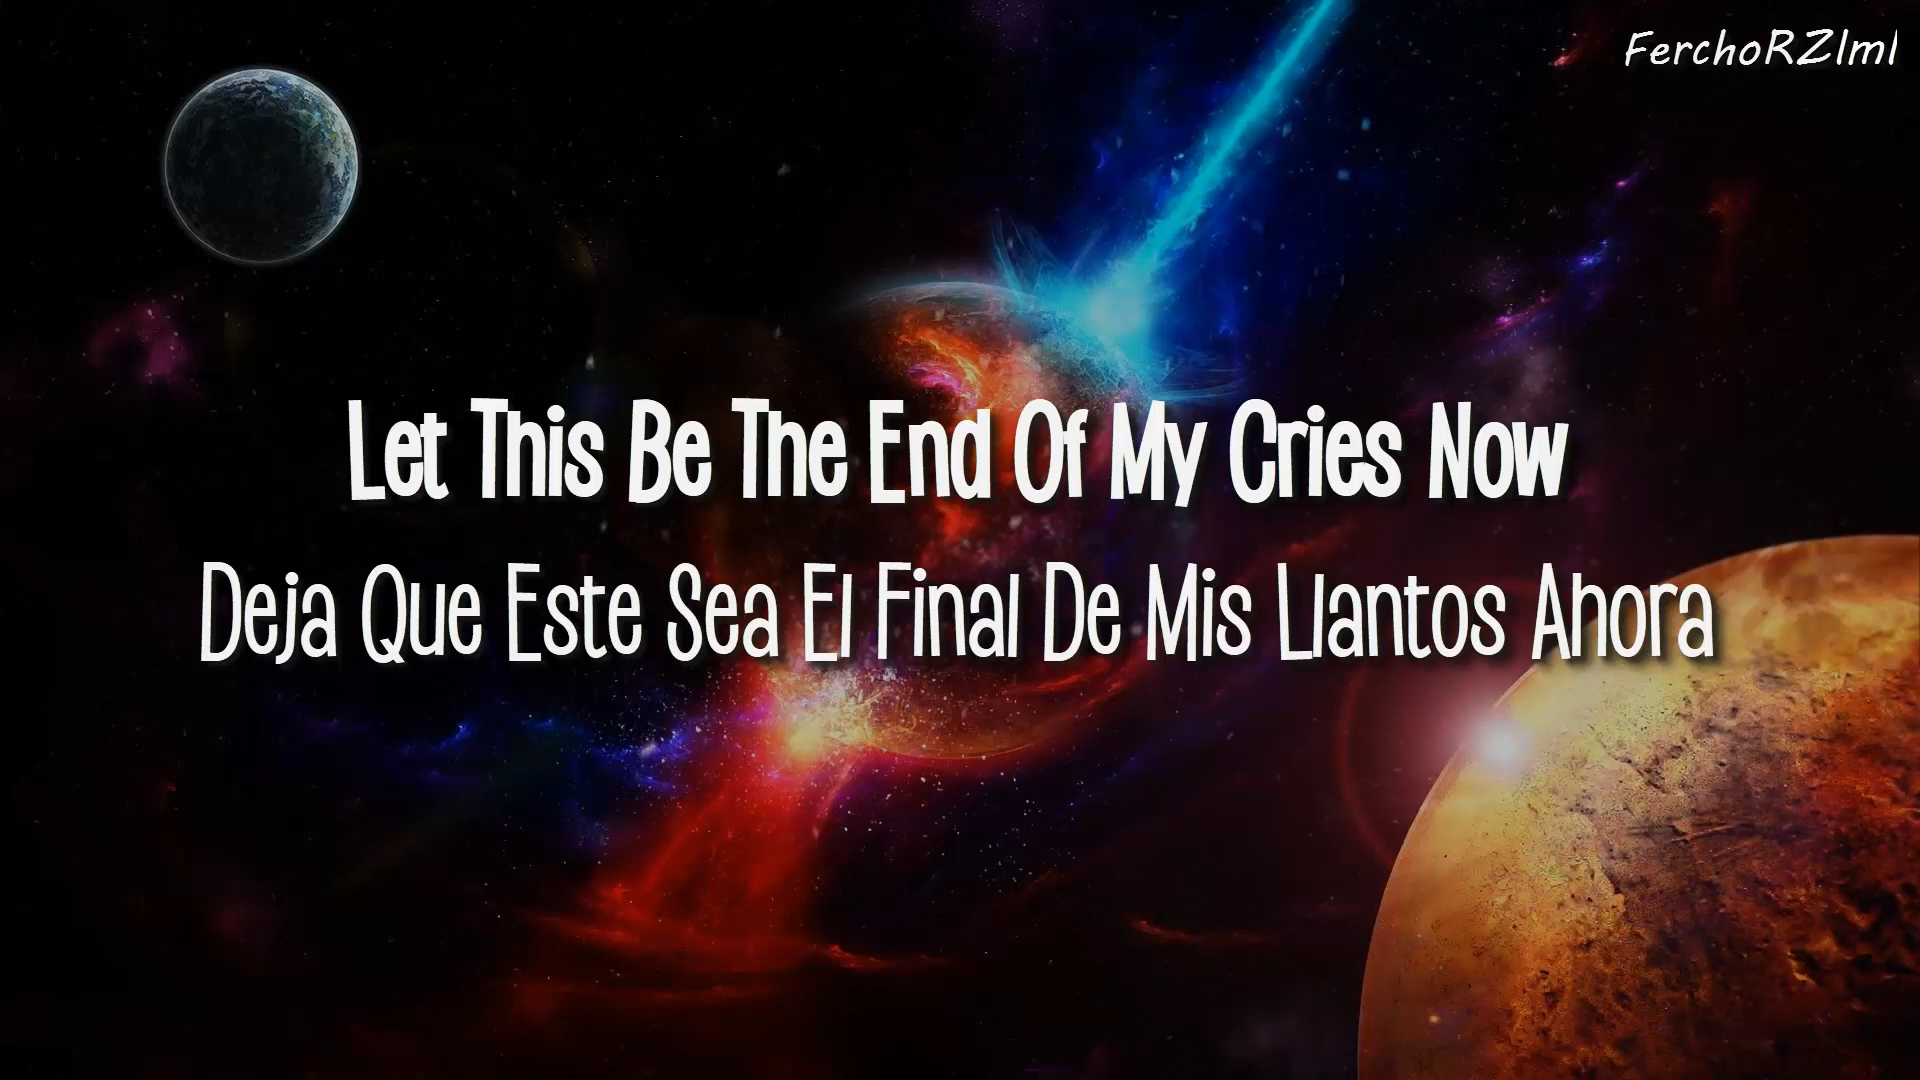 FerchoRZlml
Let This Be The End Of My Cries Now
Deja Que Este Sea El Final De Mis Llantos Ahora